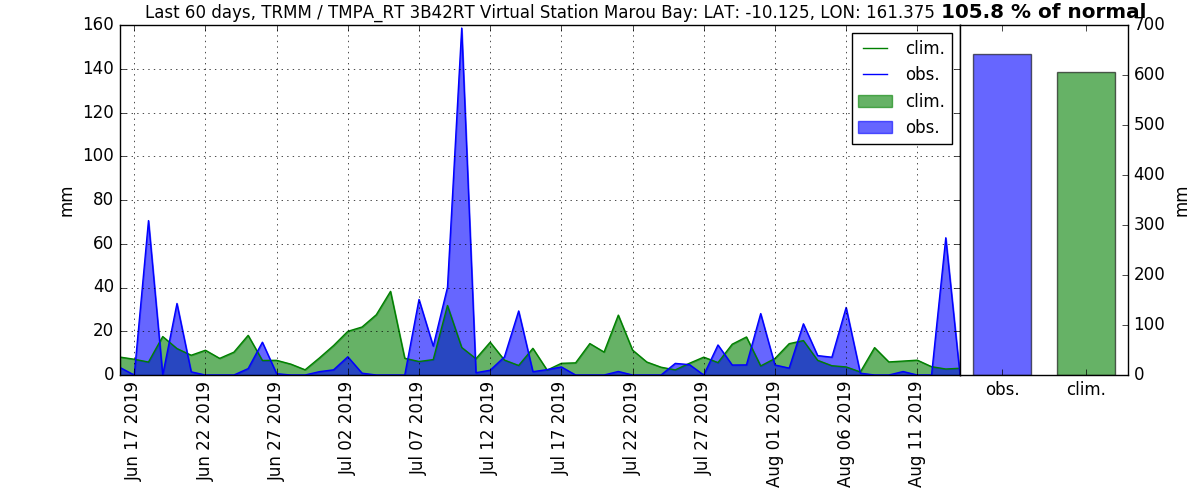 Last 60 days, TRMM / TMPA_RT 3B42RT Virtual Station Marou Bay: LAT: -10.125, LON: 161.375 105.8 % of normal
160
140
120
100
80
60
40
20
0
mm
clim.
obs.
clim.
obs.
Jun 17 2019
Jun 22 2019
Jun 27 2019
Jul 02 2019
Jul 07 2019
Jul 12 2019
Jul 17 2019
Jul 22 2019
Jul 27 2019
Aug 01 2019
Aug 06 2019
Aug 11 2019
700
600
500
400
300
200
100
0
mm
obs.
clim.